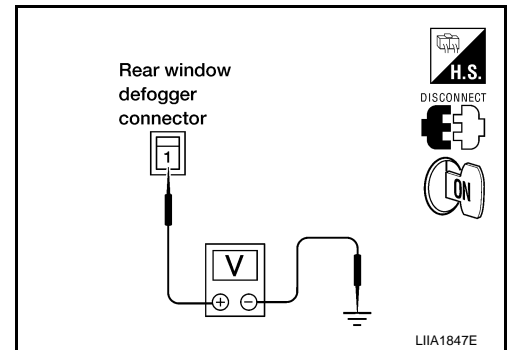 Rear window
defogger
connector
1
H.S.
DISCONNECT
ON
V
+ −
LIIA1847E